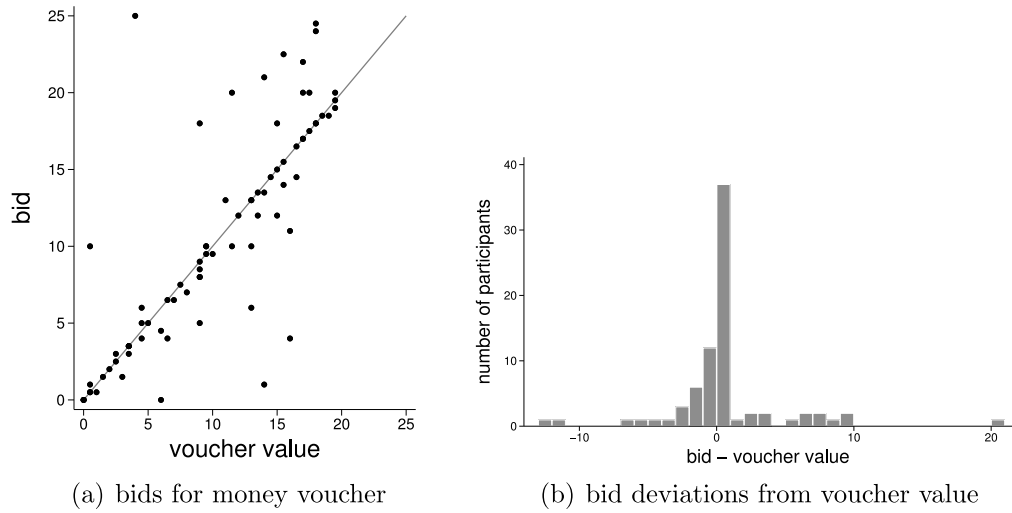 25
20
15
10
5
0
bid
0 5 10 15 20 25
voucher value
(a) bids for money voucher
40
30
20
10
0
number of participants
−10 0 10 20
bid – voucher value
(b) bid deviations from voucher value